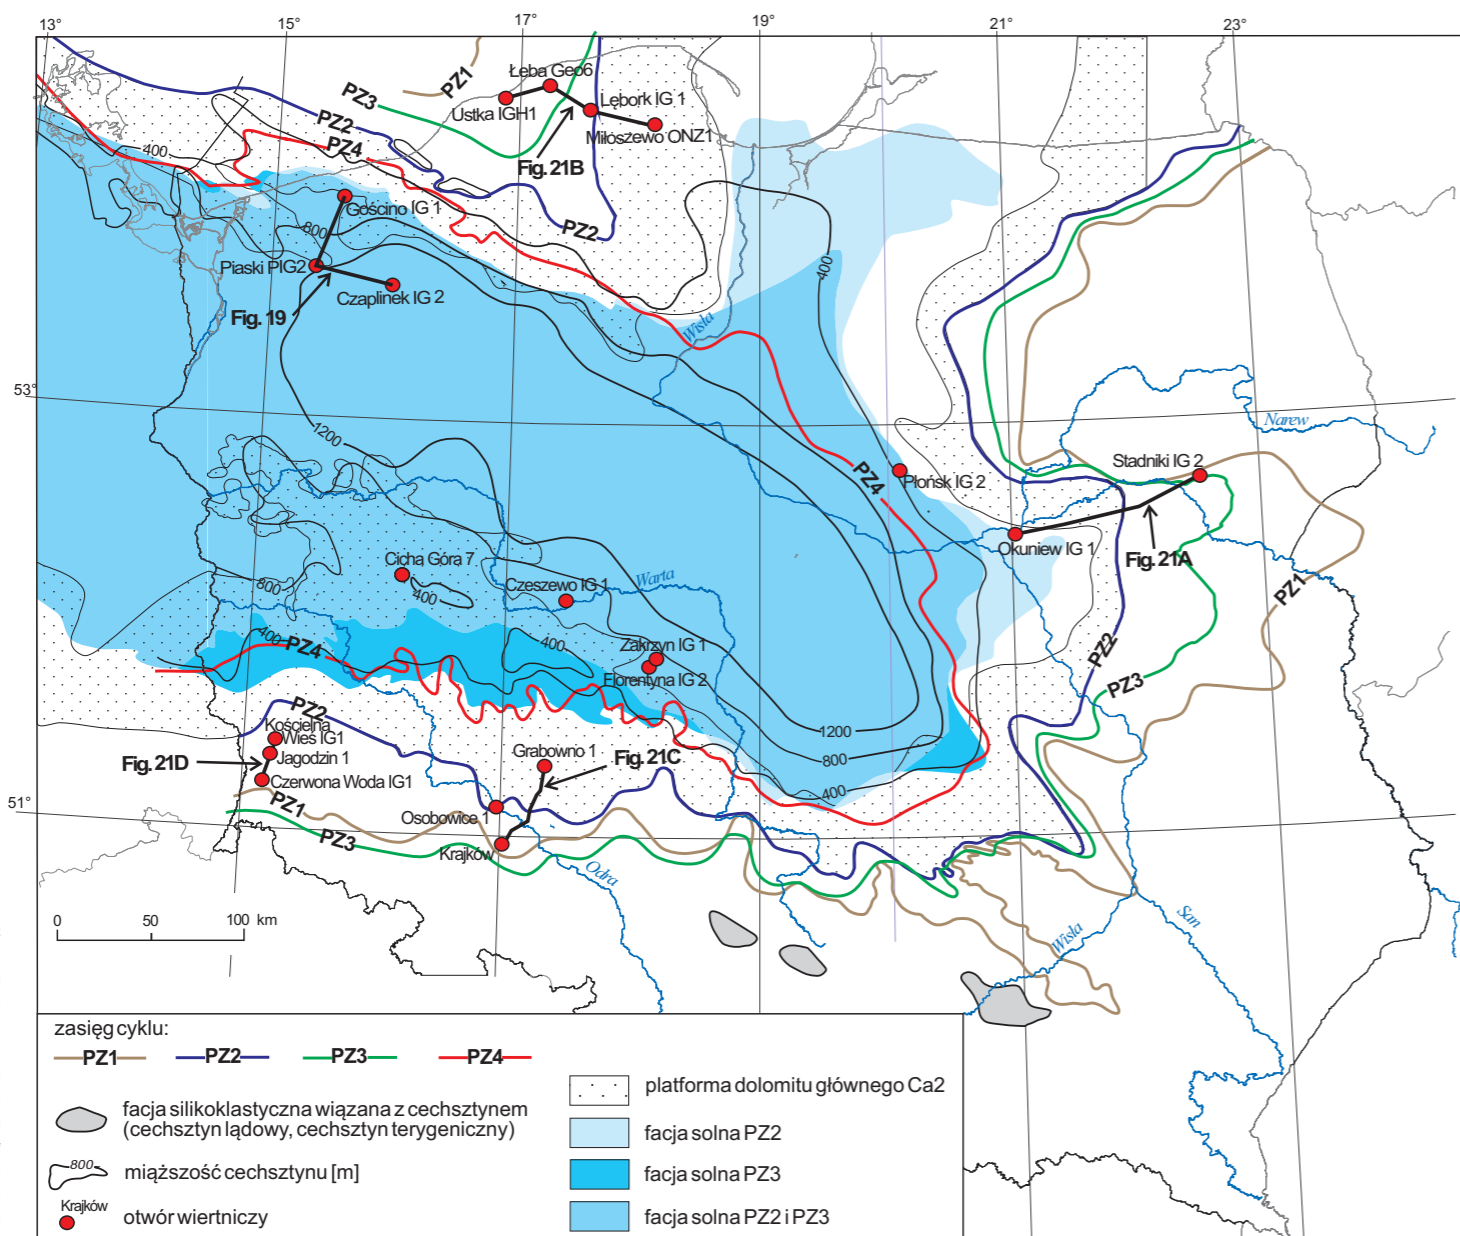 13°
15°
17°
19°
21°
23°
PZ1
Łeba Geo6
PZ3
Ustka IGH1
Lębork IG 1
PZ2
Miłoszewo ONZ1
400
PZ4
Fig. 21B
Gościno IG 1
800
PZ2
Piaski PIG2
400
Czaplinek IG 2
Fig. 19
Wisła
53°
1200
Narew
Stadniki IG 2
PZ4
Płońsk IG 2
Okuniew IG 1
Fig. 21A
Cicha Góra 7
800
Czeszewo IG 1
Warta
400
PZ1
400
PZ4
400
Zakrzyn IG 1
PZ2
Florentyna IG 2
PZ3
PZ2
Kościelna
Wieś IG1
1200
Fig. 21D
Jagodzin 1
Grabowno 1
Fig. 21C
800
Czerwona Woda IG1
400
51°
PZ1
Osobowice 1
PZ3
Krajków
Odra
0
50
100 km
Wisła
San
zasięg cyklu:
PZ1
PZ2
PZ3
PZ4
facja silikoklastyczna wiązana z cechsztynem
(cechsztyn lądowy, cechsztyn terygeniczny)
800
miąższość cechsztynu [m]
Krajków
otwór wiertniczy
platforma dolomitu głównego Ca2
facja solna PZ2
facja solna PZ3
facja solna PZ2 i PZ3